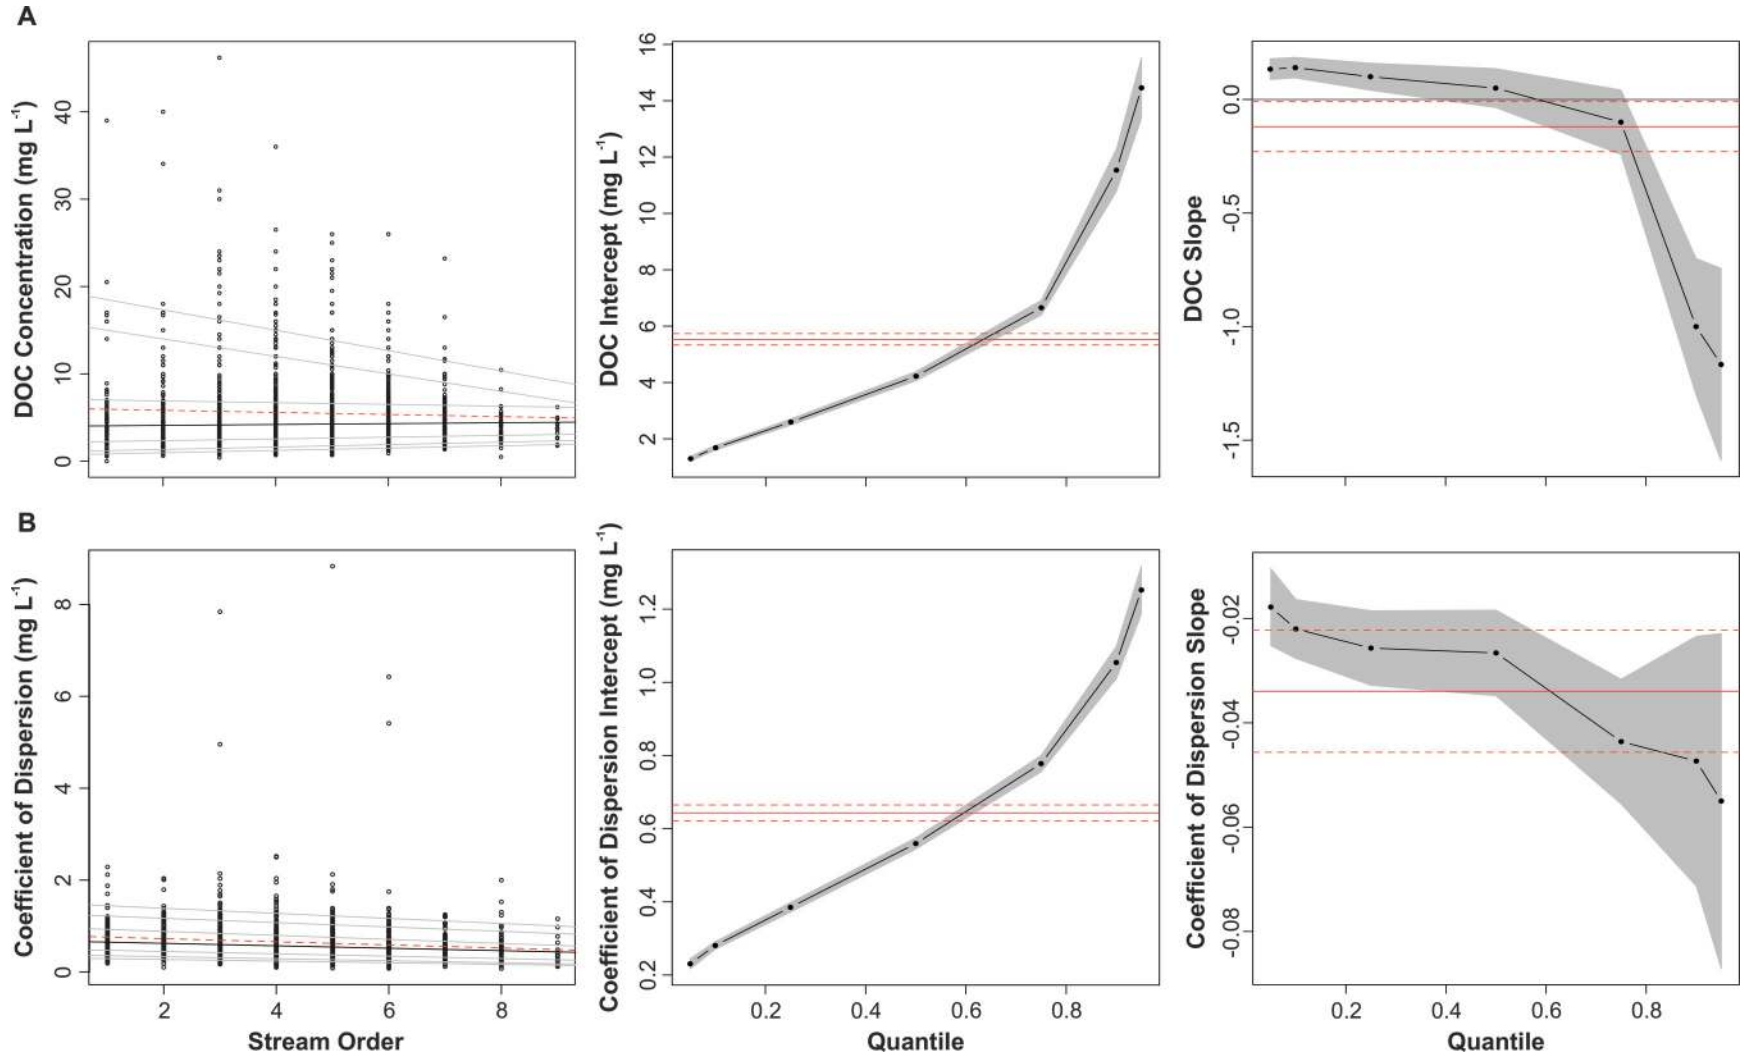 A
DOC Concentration (mg L⁻¹)
0 10 20 30 40
DOC Intercept (mg L⁻¹)
2 4 6 8 10 12 14 16
DOC Slope
-1.5 -1.0 -0.5 0.0
B
Coefficient of Dispersion (mg L⁻¹)
0 2 4 6 8
2 4 6 8
Stream Order
Coefficient of Dispersion Intercept (mg L⁻¹)
0.2 0.4 0.6 0.8 1.0 1.2
0.2 0.4 0.6 0.8
Quantile
Coefficient of Dispersion Slope
-0.08 -0.06 -0.04 -0.02
0.2 0.4 0.6 0.8
Quantile